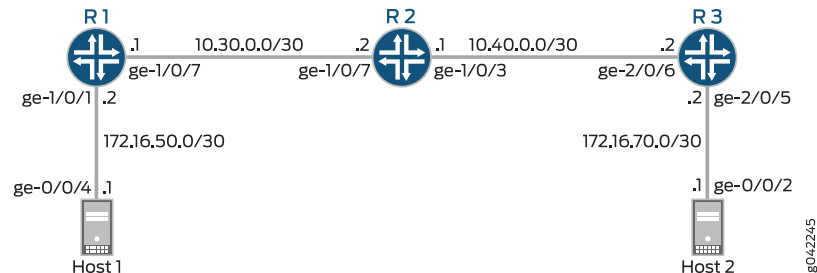 R 1
R 2
R 3
.1
10.30.0.0/30
.2
.1
10.40.0.0/30
.2
ge-1/0/7
ge-1/0/7
ge-1/0/3
ge-2/0/6
ge-1/0/1
.2
.2
ge-2/0/5
172.16.50.0/30
172.16.70.0/30
ge-0/0/4
.1
.1
ge-0/0/2
Host 1
Host 2
g042245